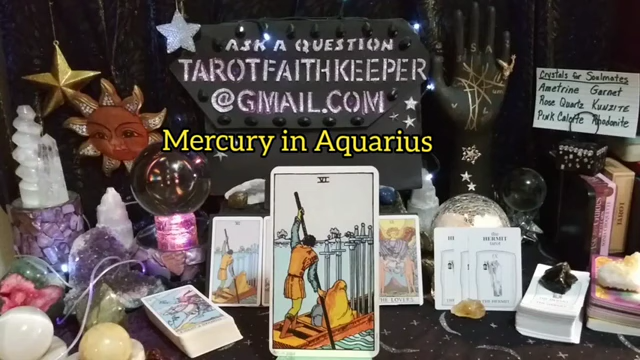 ASK A QUESTION
TAROTFAITHKEEPER
@GMAIL.COM
Mercury in Aquarius
Crystals for Soulmates
Ametrine Garnet
Rose Quartz Kunzite
Pink Calcite Rhodonite
VI
THE LOVERS
The
HERMIT